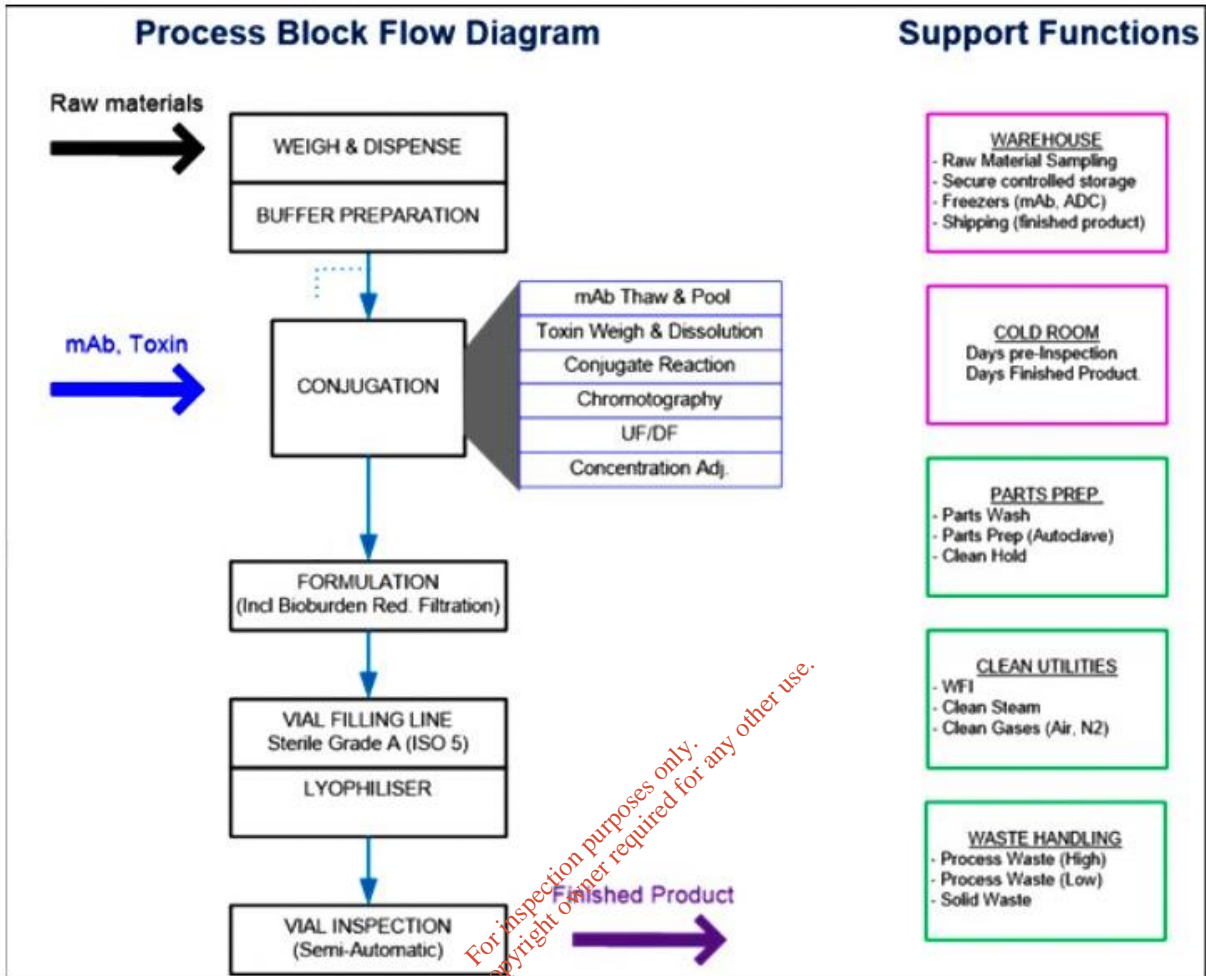 Process Block Flow Diagram
Support Functions
Raw materials
WEIGH & DISPENSE
BUFFER PREPARATION
mAb, Toxin
CONJUGATION
mAb Thaw & Pool
Toxin Weigh & Dissolution
Conjugate Reaction
Chromotography
UF/DF
Concentration Adj.
FORMULATION
(Incl Bioburden Red. Filtration)
VIAL FILLING LINE
Sterile Grade A (ISO 5)
LYOPHILISER
VIAL INSPECTION
(Semi-Automatic)
Finished Product
WAREHOUSE
- Raw Material Sampling
- Secure controlled storage
- Freezers (mAb, ADC)
- Shipping (finished product)
COLD ROOM
Days pre-Inspection
Days Finished Product.
PARTS PREP
- Parts Wash
- Parts Prep (Autoclave)
- Clean Hold
CLEAN UTILITIES
- WFI
- Clean Steam
- Clean Gases (Air, N2)
WASTE HANDLING
- Process Waste (High)
- Process Waste (Low)
- Solid Waste
For inspection purposes only.
owner required for any other use.